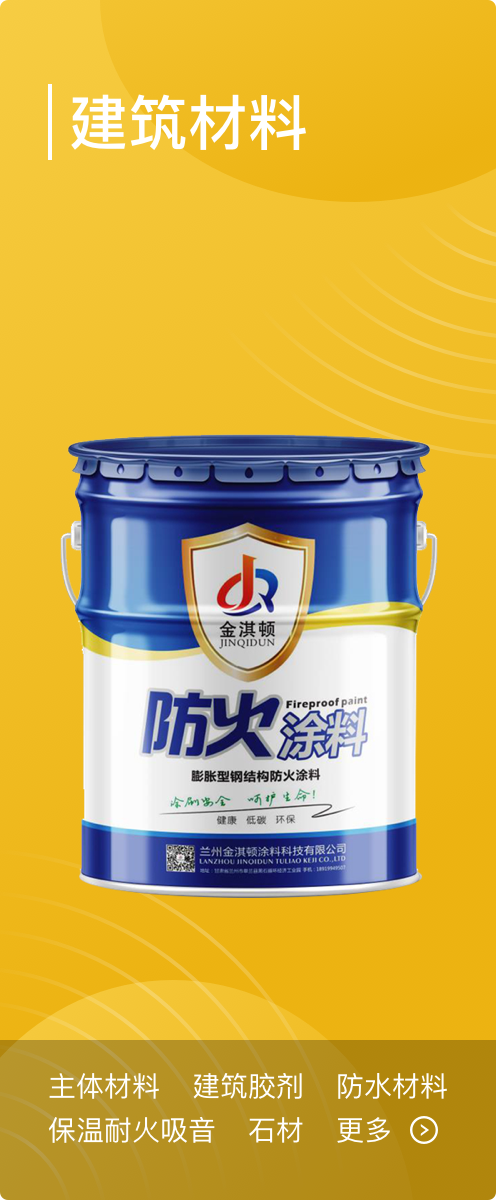 建筑材料
金淇顿
JINQIDUN
防火涂料
Fireproof paint
膨胀型钢结构防火涂料
涂刷安全 呵护生命!
健康 低碳 环保
兰州金淇顿涂料科技有限公司
LANZHOU JINQIDUN TULIAO KEJI CO.,LTD
主体材料 建筑胶剂 防水材料
保温耐火吸音 石材 更多